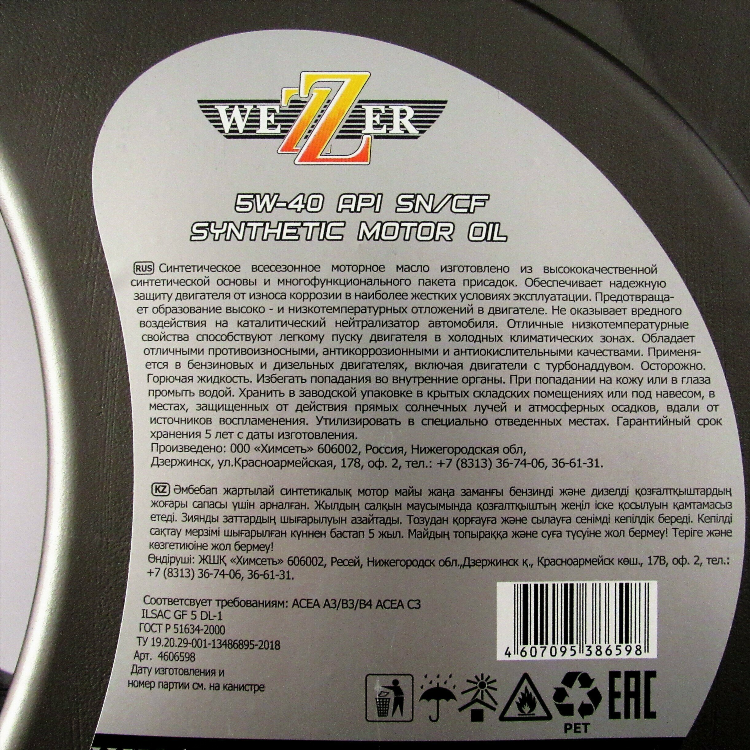 WEZZER
5W-40 API SN/CF
SYNTHETIC MOTOR OIL
RUS Синтетическое всесезонное моторное масло изготовлено из высококачественной
синтетической основы и многофункционального пакета присадок. Обеспечивает надежную
защиту двигателя от износа коррозии в наиболее жестких условиях эксплуатации. Предотвраща-
ет образование высоко - и низкотемпературных отложений в двигателе. Не оказывает вредного
воздействия на каталитический нейтрализатор автомобиля. Отличные низкотемпературные
свойства способствуют легкому пуску двигателя в холодных климатических зонах. Обладает
отличными противоизносными, антикоррозионными и антиокислительными качествами. Применя-
ется в бензиновых и дизельных двигателях, включая двигатели с турбонаддувом. Осторожно.
Горючая жидкость. Избегать попадания во внутренние органы. При попадании на кожу или в глаза
промыть водой. Хранить в заводской упаковке в крытых складских помещениях или под навесом, в
местах, защищенных от действия прямых солнечных лучей и атмосферных осадков, вдали от
источников воспламенения. Утилизировать в специально отведенных местах. Гарантийный срок
хранения 5 лет с даты изготовления.
Произведено: ООО «Химсеть» 606002, Россия, Нижегородская обл,
Дзержинск, ул.Красноармейская, 17В, оф. 2, тел.: +7 (8313) 36-74-06, 36-61-31.
KZ Әмбебап жартылай синтетикалық мотор майы жаңа заманғы бензинді және дизелді қозғалтқыштардың
жоғары сапасы үшін арналған. Жылдың салқын маусымында қозғалтқыштың жеңіл іске қосылуын қамтамасыз
етеді. Зиянды заттардың шығарылуын азайтады. Тозудан қорғауға және сылауға сенімді кепілдік береді. Кепілді
сақтау мерзімі шығарылған күннен бастап 5 жыл. Майдың топыраққа және суға түсуіне жол бермеу! Теріге және
көзгетиюіне жол бермеу!
Өндіруші: ЖШҚ «Химсеть» 606002, Ресей, Нижегородск обл.,Дзержинск қ., Красноармейск көш., 17В, оф. 2, тел.:
+7 (8313) 36-74-06, 36-61-31.
Соответсвует требованиям: ACEA A3/B3/B4 ACEA C3
ILSAC GF 5 DL-1
ГОСТ Р 51634-2000
ТУ 19.20.29-001-13486895-2018
Арт. 4606598
Дату изготовления и
номер партии см. на канистре
4 607095 386598
PET
EAC